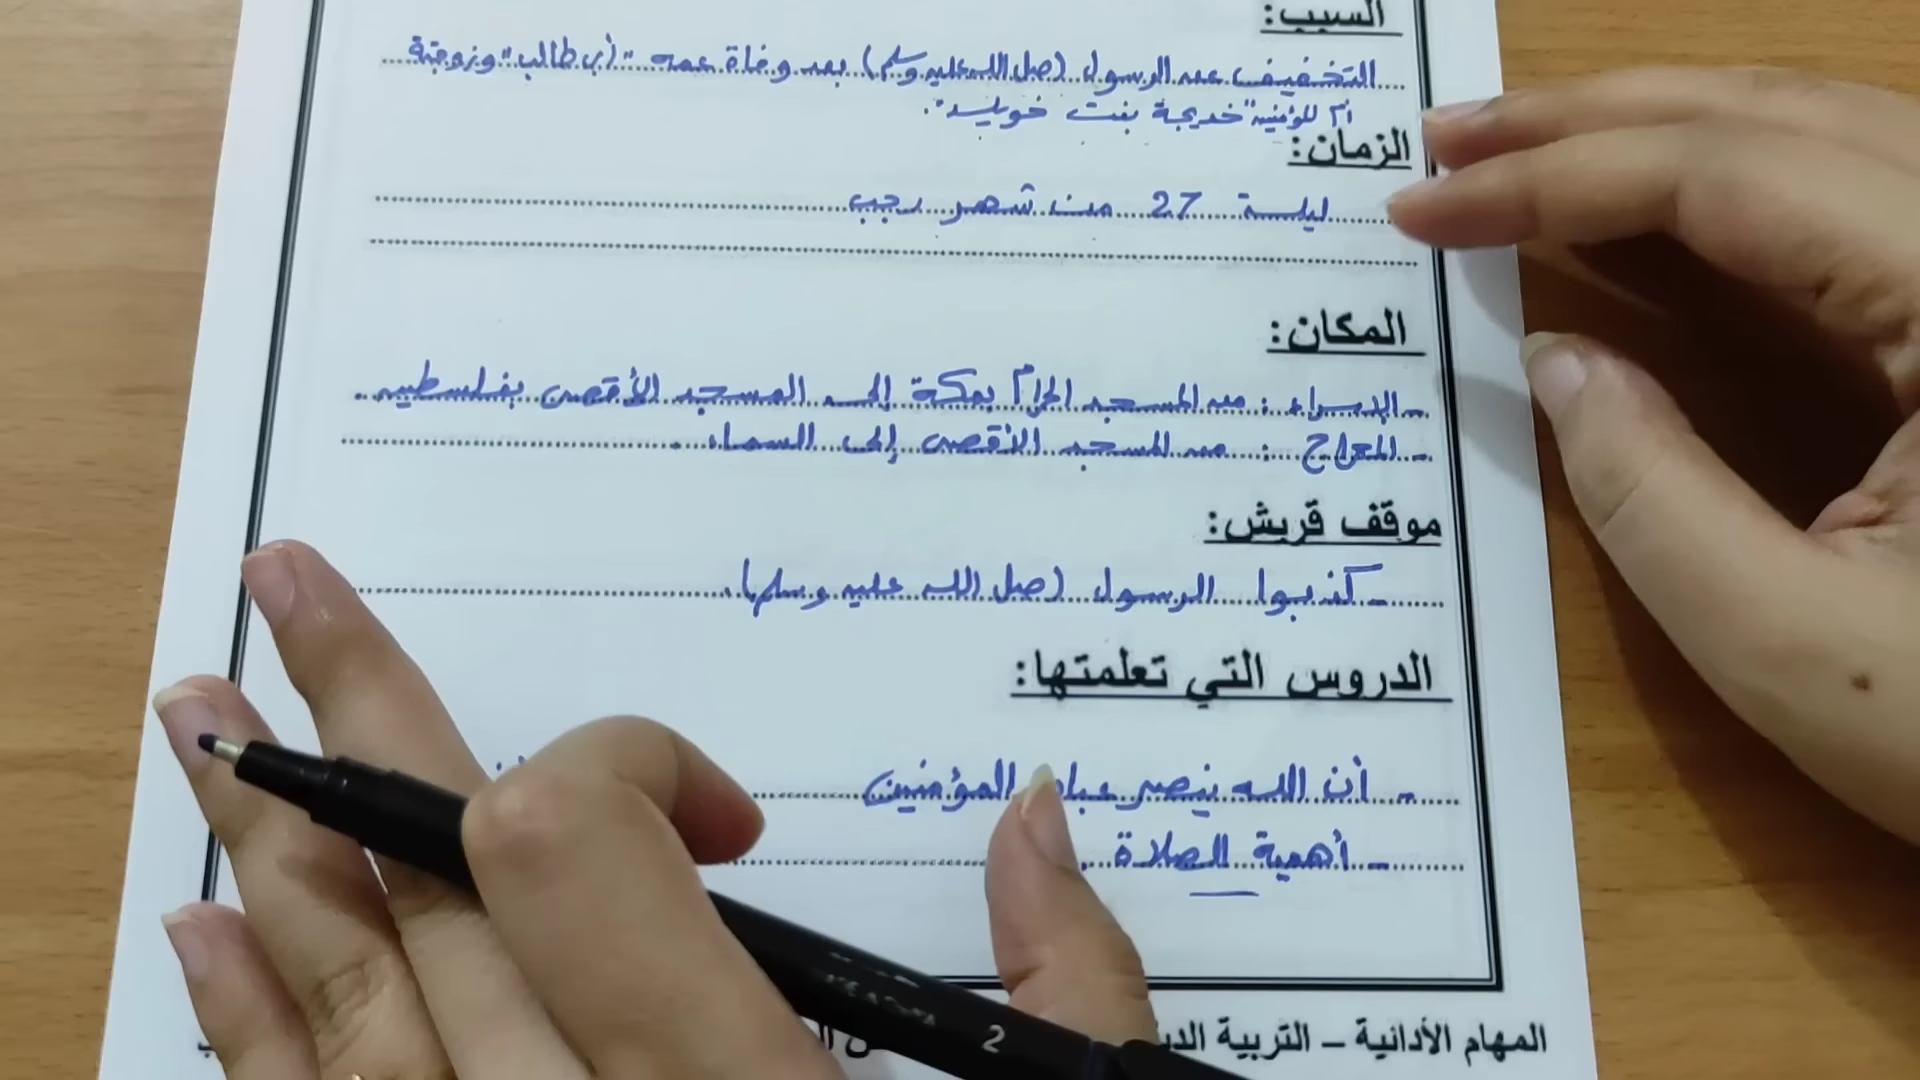 السبب:
التخفيف عن الرسول (صل الله عليه وسلم) بعد وفاة عمه "أبي طالب" وزوجته
أم المؤمنين "خديجة بنت خويلد".
الزمان:
ليلة 27 من شهر رجب
المكان:
- الإسراء : من المسجد الحرام بمكة إلى المسجد الأقصى بفلسطين.
- المعراج : من المسجد الأقصى إلى السماء.
موقف قريش:
- كذبوا الرسول (صل الله عليه وسلم).
الدروس التي تعلمتها:
- أن الله ينصر عباده المؤمنين
- أهمية الصلاة.
المهام الأدائية – التربية
2